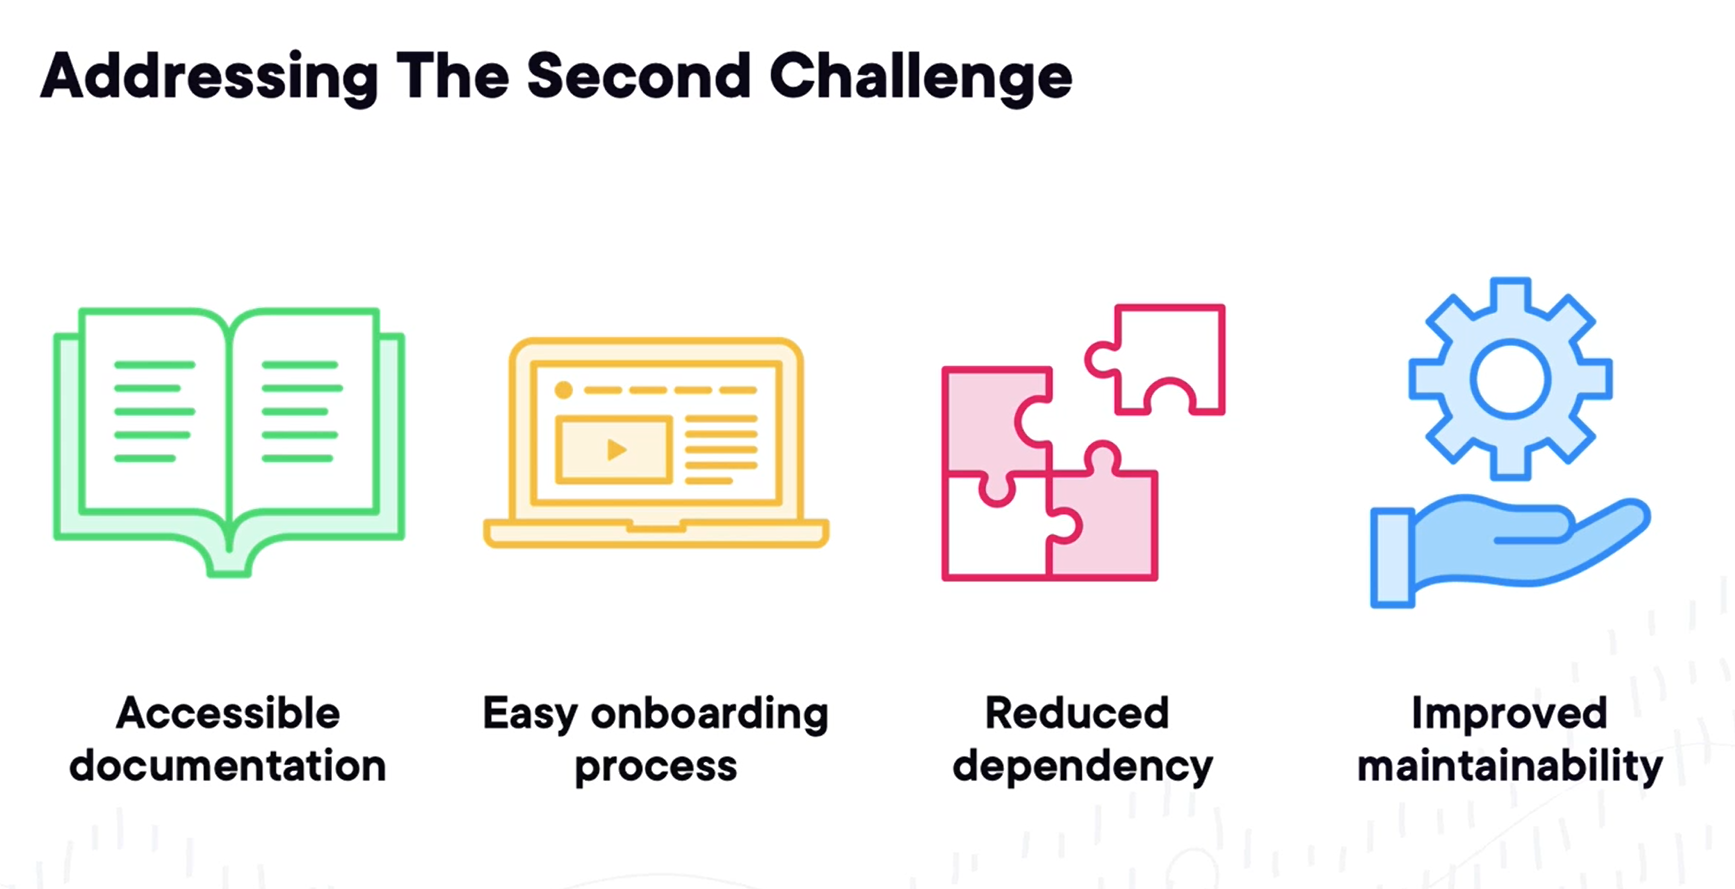 Addressing The Second Challenge
Accessible
documentation
Easy onboarding
process
Reduced
dependency
Improved
maintainability